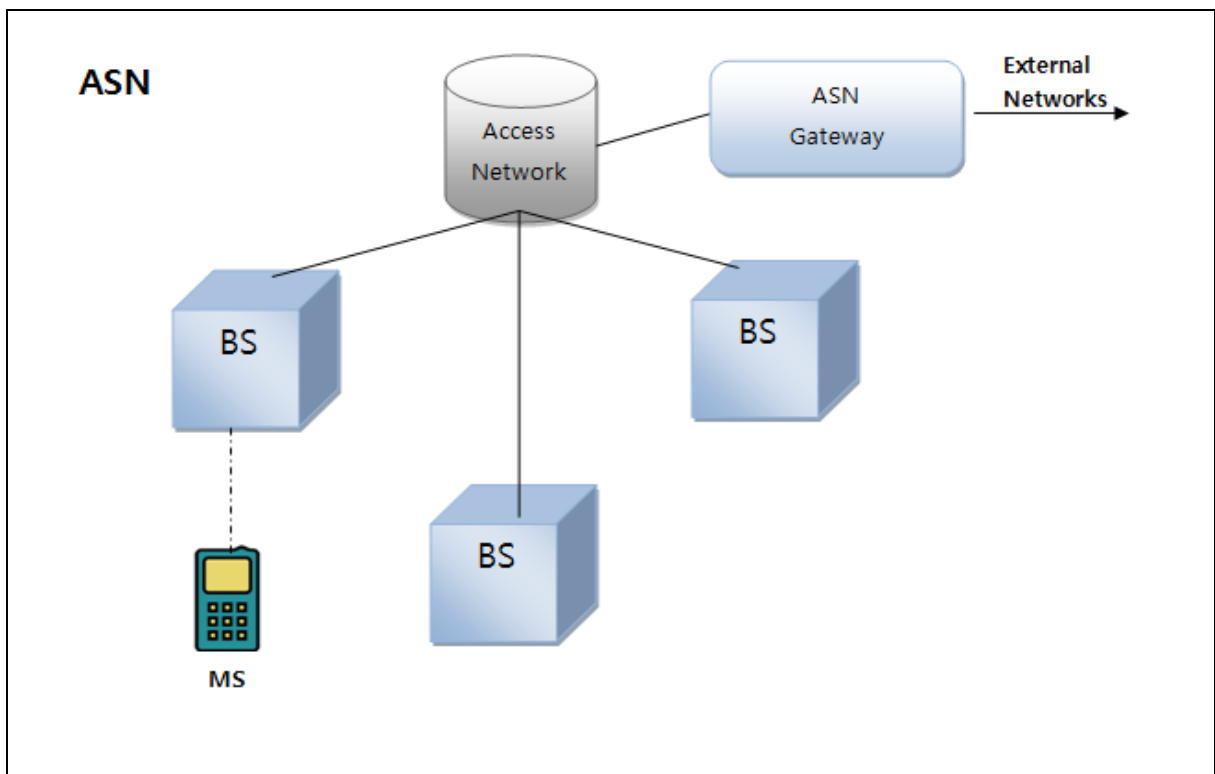 ASN
Access
Network
ASN
Gateway
External
Networks
BS
BS
BS
MS